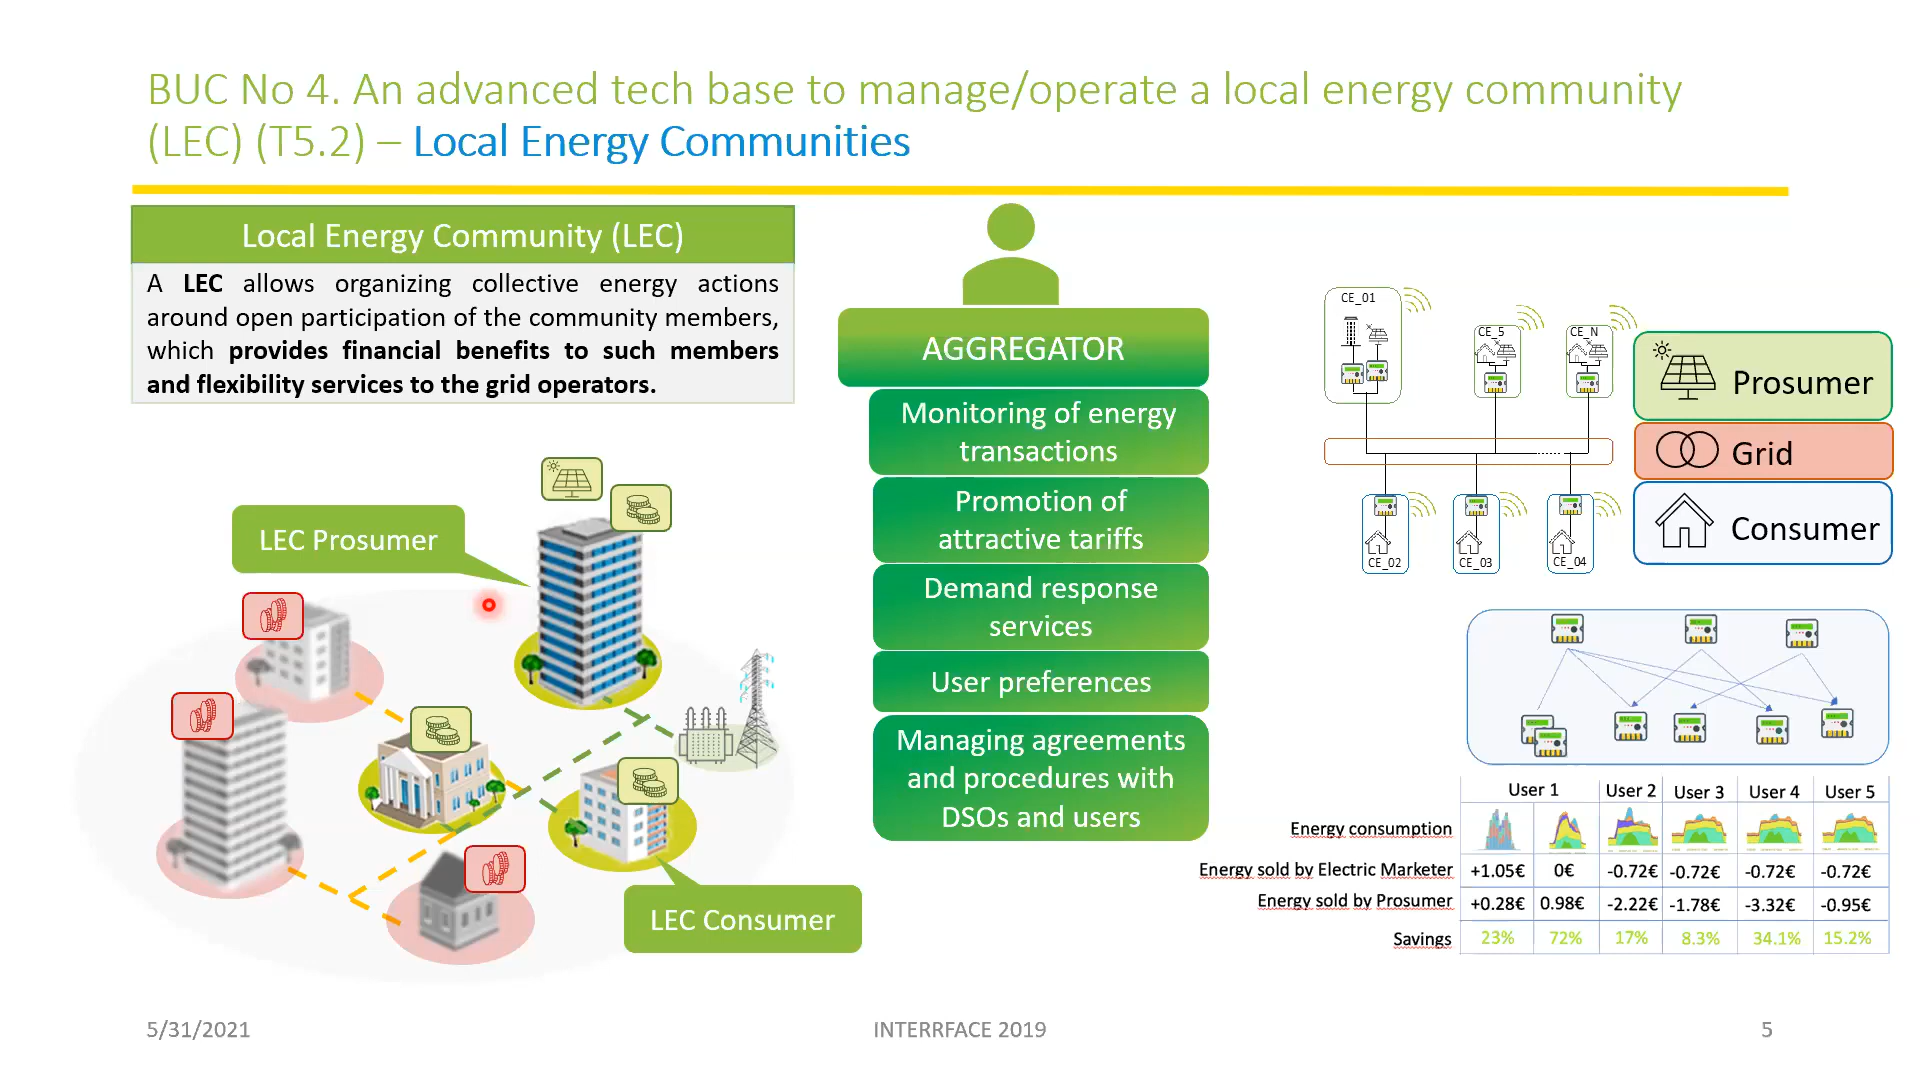 BUC No 4. An advanced tech base to manage/operate a local energy community
(LEC) (T5.2) – Local Energy Communities
Local Energy Community (LEC)
A LEC allows organizing collective energy actions
around open participation of the community members,
which provides financial benefits to such members
and flexibility services to the grid operators.
LEC Prosumer
LEC Consumer
AGGREGATOR
Monitoring of energy
transactions
Promotion of
attractive tariffs
Demand response
services
User preferences
Managing agreements
and procedures with
DSOs and users
CE_01
CE_5
CE_N
CE_02
CE_03
CE_04
Prosumer
Grid
Consumer
User 1 User 2 User 3 User 4 User 5
Energy consumption
Energy sold by Electric Marketer +1.05€ 0€ -0.72€ -0.72€ -0.72€ -0.72€
Energy sold by Prosumer +0.28€ 0.98€ -2.22€ -1.78€ -3.32€ -0.95€
Savings 23% 72% 17% 8.3% 34.1% 15.2%
5/31/2021
INTERRFACE 2019
5